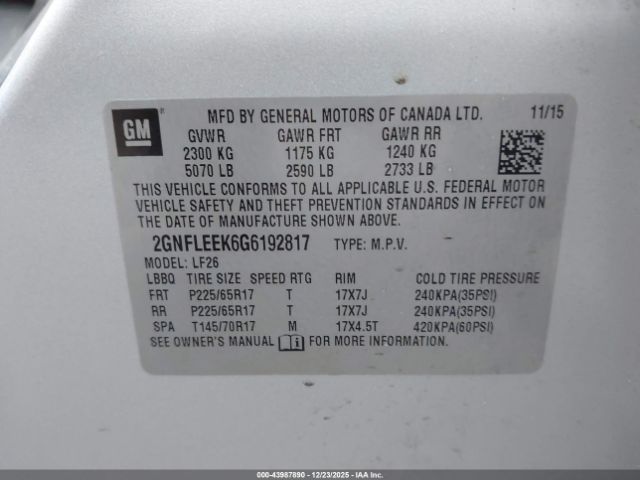 GM ®
MFD BY GENERAL MOTORS OF CANADA LTD. 11/15
GVWR GAWR FRT GAWR RR
2300 KG 1175 KG 1240 KG
5070 LB 2590 LB 2733 LB
THIS VEHICLE CONFORMS TO ALL APPLICABLE U.S. FEDERAL MOTOR
VEHICLE SAFETY AND THEFT PREVENTION STANDARDS IN EFFECT ON
THE DATE OF MANUFACTURE SHOWN ABOVE.
2GNFLEEK6G6192817 TYPE: M.P.V.
MODEL: LF26
LBBQ TIRE SIZE SPEED RTG RIM COLD TIRE PRESSURE
FRT P225/65R17 T 17X7J 240KPA(35PSI)
RR P225/65R17 T 17X7J 240KPA(35PSI)
SPA T145/70R17 M 17X4.5T 420KPA(60PSI)
SEE OWNER'S MANUAL i FOR MORE INFORMATION.
000-43987890 - 12/23/2025 - IAAI.COM